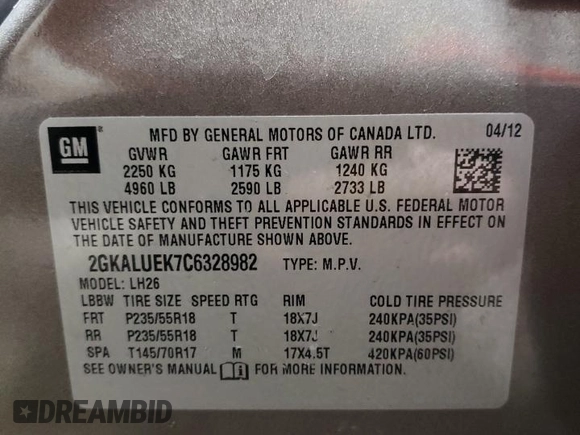 GM
MFD BY GENERAL MOTORS OF CANADA LTD. 04/12
GVWR GAWR FRT GAWR RR
2250 KG 1175 KG 1240 KG
4960 LB 2590 LB 2733 LB
THIS VEHICLE CONFORMS TO ALL APPLICABLE U.S. FEDERAL MOTOR
VEHICLE SAFETY AND THEFT PREVENTION STANDARDS IN EFFECT ON
THE DATE OF MANUFACTURE SHOWN ABOVE.
2GKALUEK7C6328982 TYPE: M.P.V.
MODEL: LH26
LBBW TIRE SIZE SPEED RTG RIM COLD TIRE PRESSURE
FRT P235/55R18 T 18X7J 240KPA(35PSI)
RR P235/55R18 T 18X7J 240KPA(35PSI)
SPA T145/70R17 M 17X4.5T 420KPA(60PSI)
SEE OWNER'S MANUAL FOR MORE INFORMATION.
DREAMBID